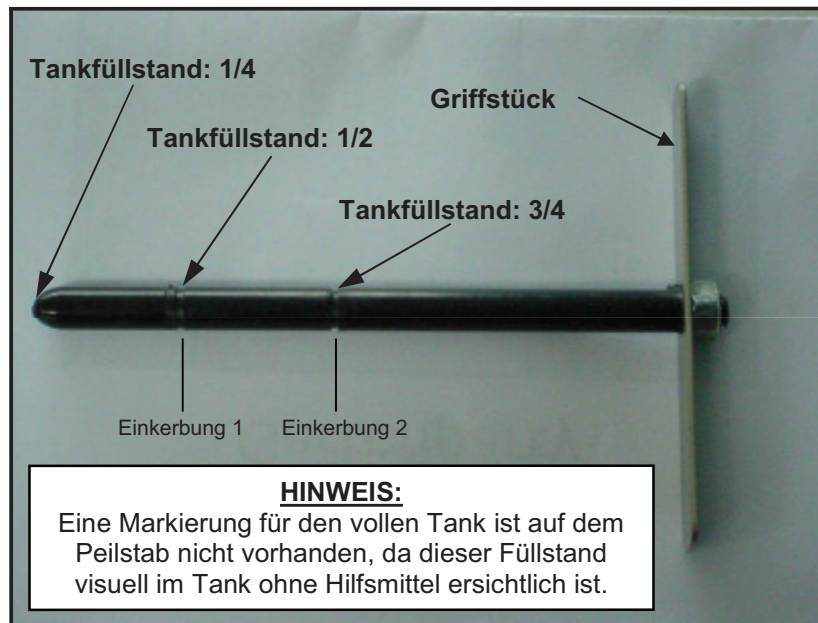 Tankfüllstand: 1/4
Griffstück
Tankfüllstand: 1/2
Tankfüllstand: 3/4
Einkerbung 1
Einkerbung 2
HINWEIS:
Eine Markierung für den vollen Tank ist auf dem
Peilstab nicht vorhanden, da dieser Füllstand
visuell im Tank ohne Hilfsmittel ersichtlich ist.